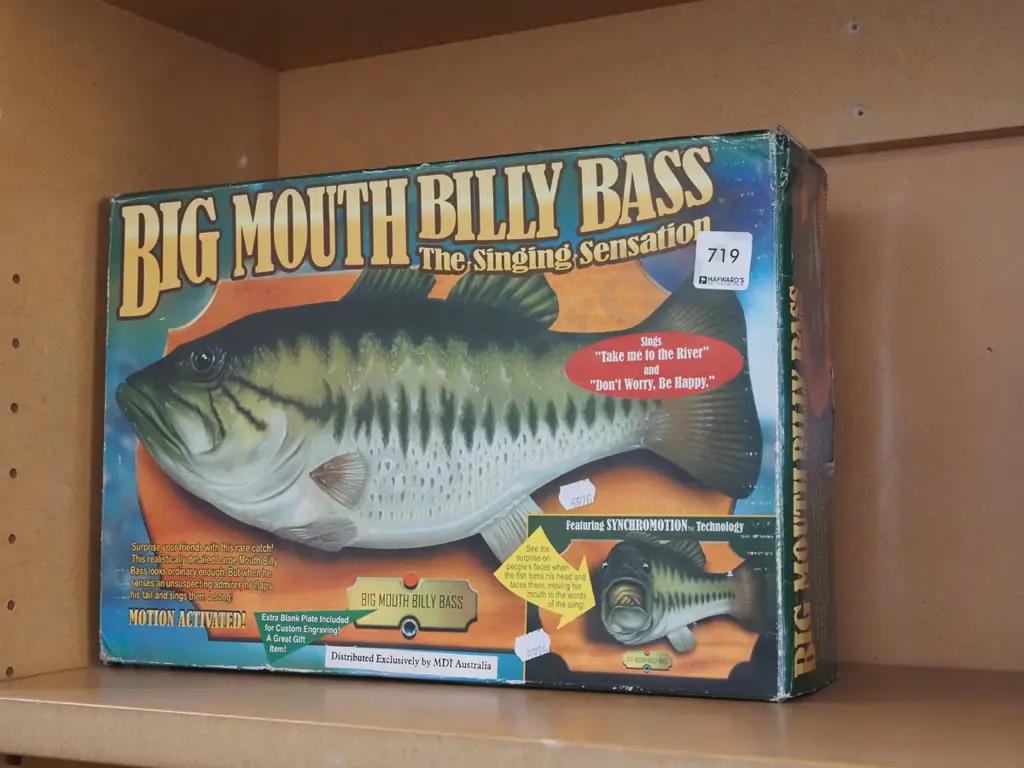 BIG MOUTH BILLY BASS
The Singing Sensation
719
HAYWARD'S
Sings
"Take me to the River"
and
"Don't Worry, Be Happy."
Featuring SYNCHROMOTION™ Technology
See the
surprise on
people's faces when
the fish turns his head and
faces them, moving his
mouth to the words
of the song!
Surprise your friends with this rare catch!
This realistically detailed Large Mouth Billy
Bass looks ordinary enough. But when he
senses an unsuspecting admirer, he flaps
his tail and sings them a song!
MOTION ACTIVATED!
BIG MOUTH BILLY BASS
Extra Blank Plate Included
for Custom Engraving!
A Great Gift
Item!
Distributed Exclusively by MDI Australia
BIG MOUTH BILLY BASS
BIG MOUTH BILLY BASS